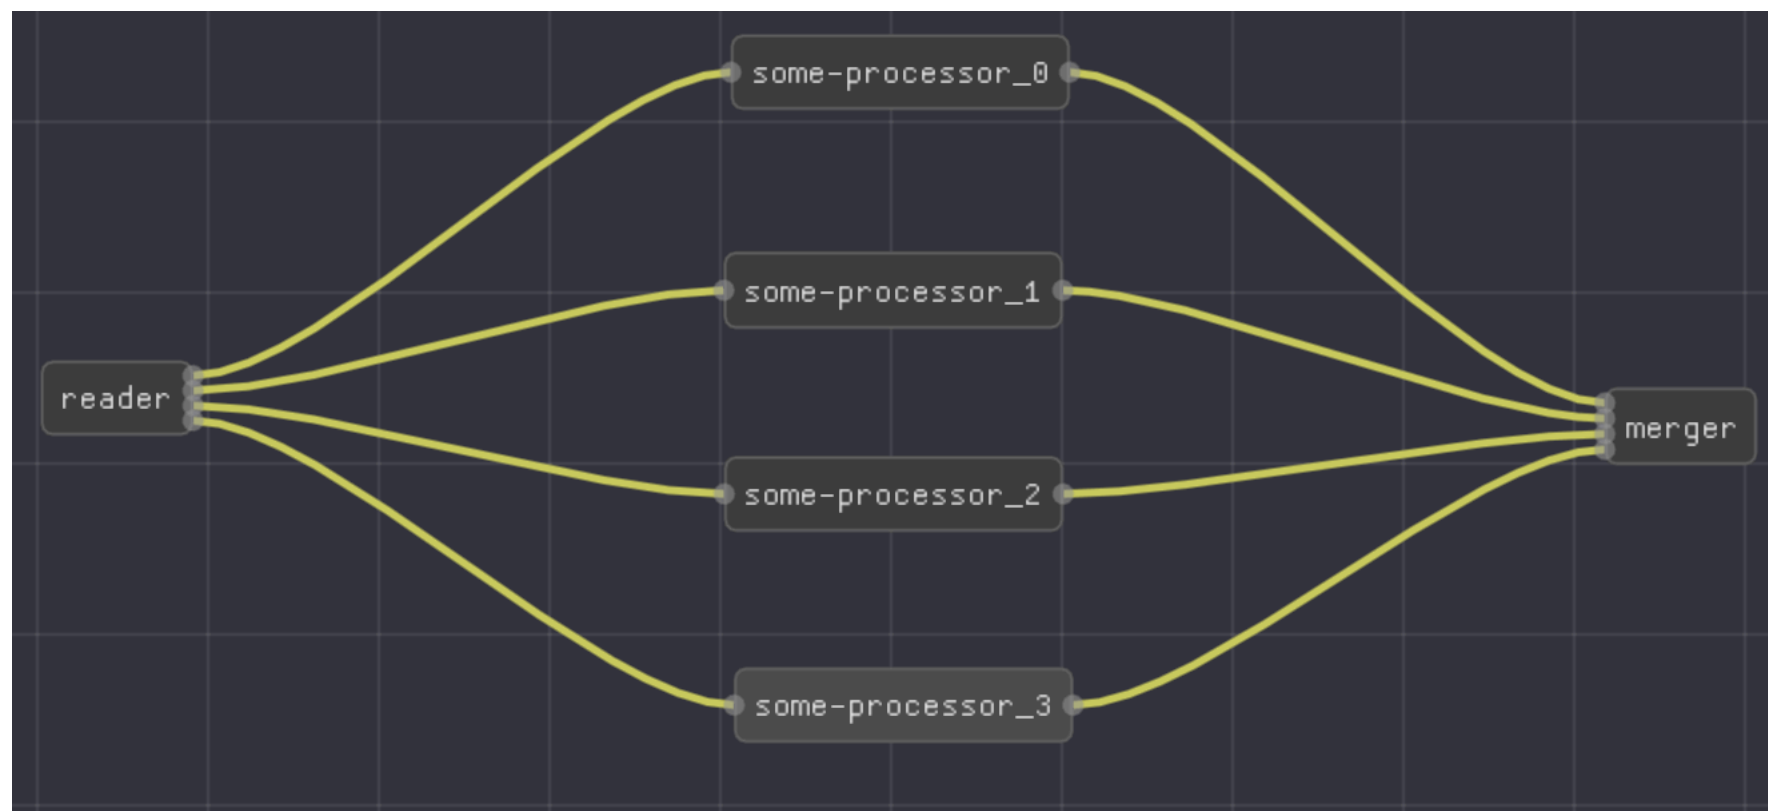 some-processor_0
some-processor_1
reader
merger
some-processor_2
some-processor_3